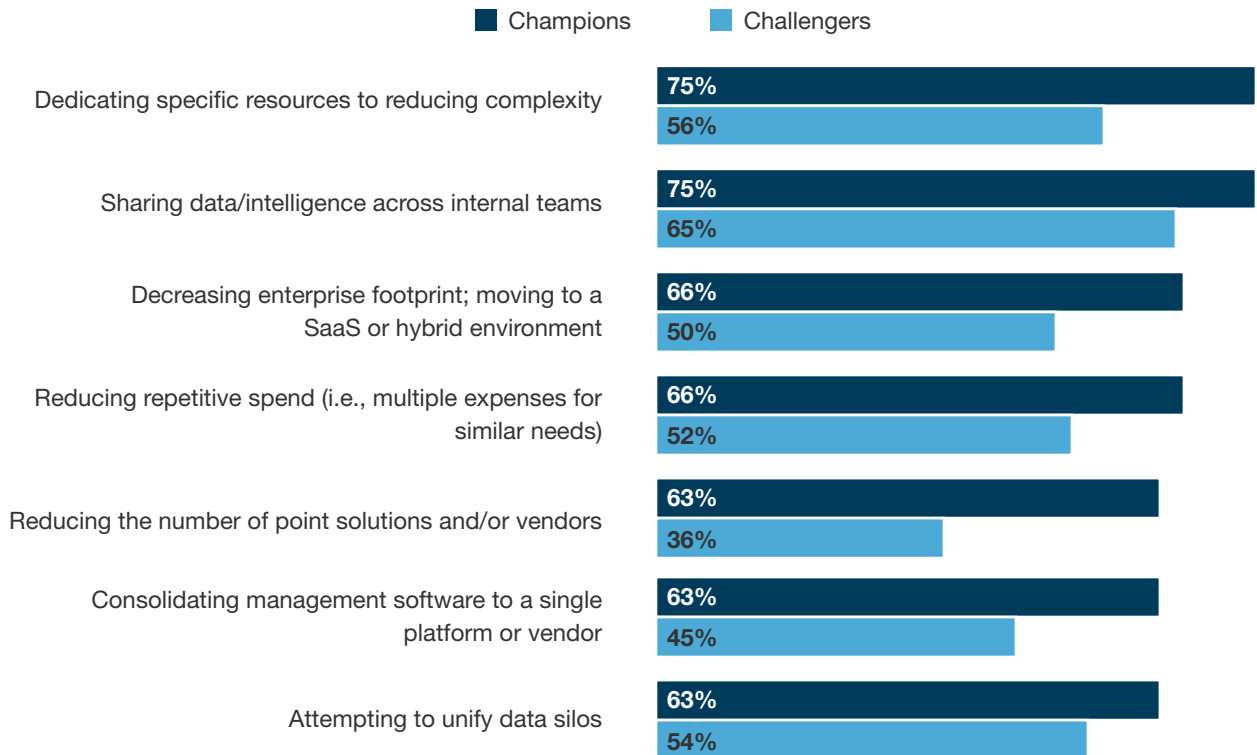 Champions Challengers
Dedicating specific resources to reducing complexity
75%
56%
Sharing data/intelligence across internal teams
75%
65%
Decreasing enterprise footprint; moving to a
SaaS or hybrid environment
66%
50%
Reducing repetitive spend (i.e., multiple expenses for
similar needs)
66%
52%
Reducing the number of point solutions and/or vendors
63%
36%
Consolidating management software to a single
platform or vendor
63%
45%
Attempting to unify data silos
63%
54%